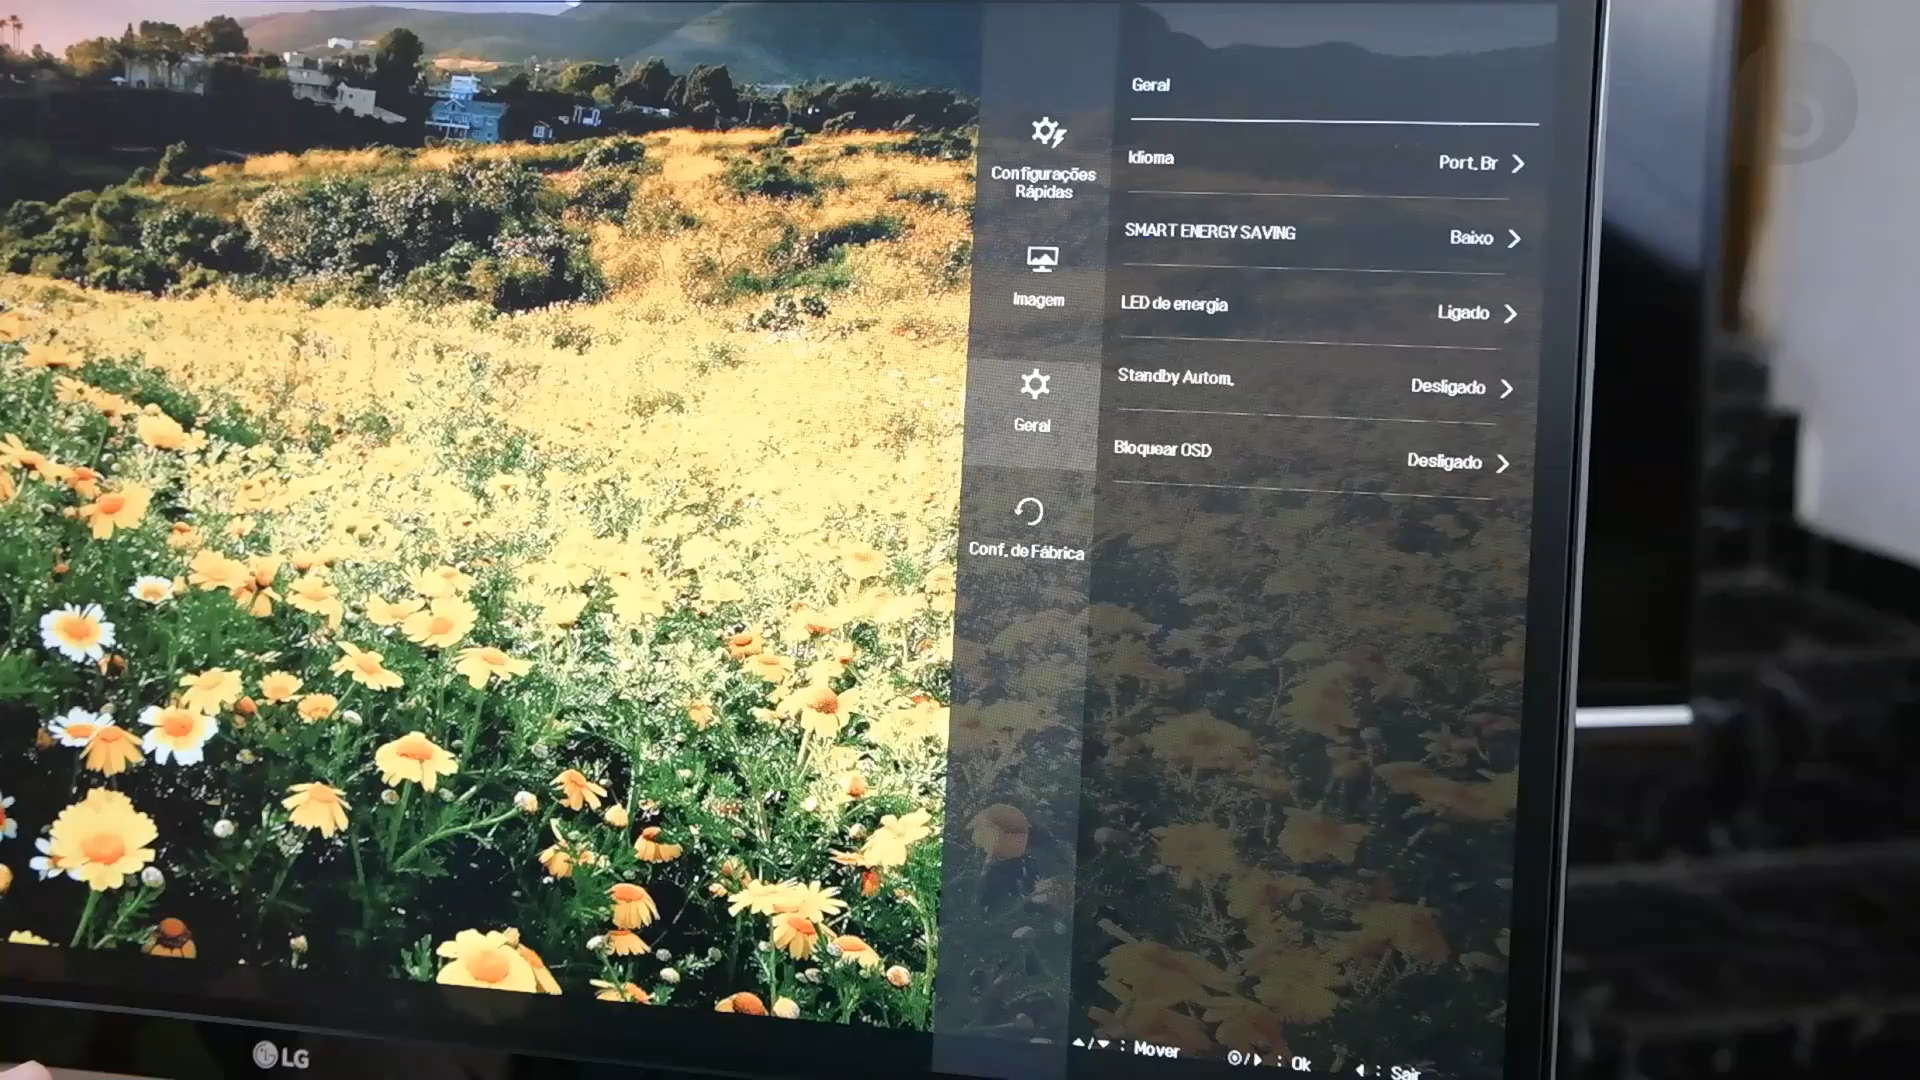 Configurações
Rápidas
Imagem
Geral
Conf. de Fábrica
Geral
Idioma
Port. Br
SMART ENERGY SAVING
Baixo
LED de energia
Ligado
Standby Autom.
Desligado
Bloquear OSD
Desligado
▲/▼ : Mover
◎/▶ : Ok
◀ : Sair
LG